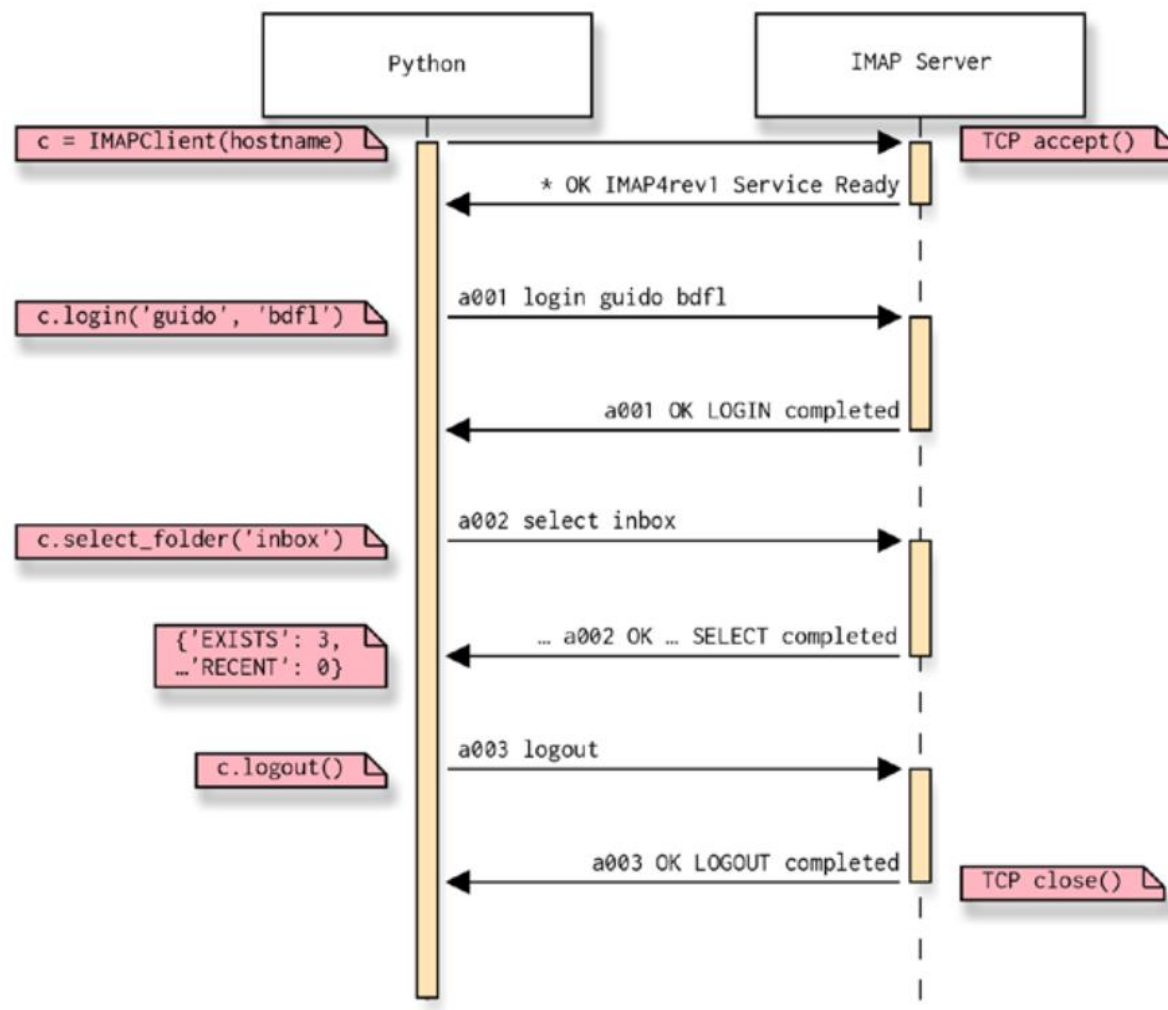 Python
IMAP Server
c = IMAPClient(hostname)
TCP accept()
* OK IMAP4rev1 Service Ready
a001 login guido bdfl
c.login('guido', 'bdfl')
a001 OK LOGIN completed
a002 select inbox
c.select_folder('inbox')
{'EXISTS': 3,
…'RECENT': 0}
… a002 OK … SELECT completed
a003 logout
c.logout()
a003 OK LOGOUT completed
TCP close()